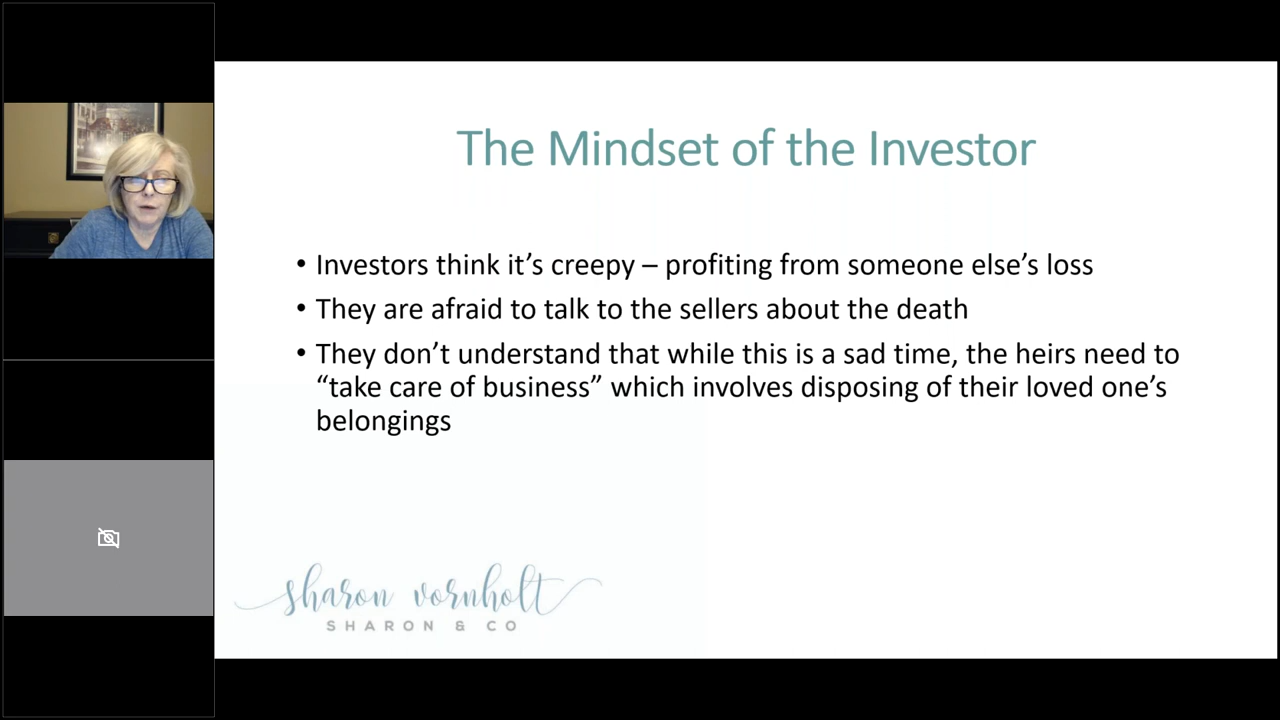 The Mindset of the Investor
• Investors think it’s creepy – profiting from someone else’s loss
• They are afraid to talk to the sellers about the death
• They don’t understand that while this is a sad time, the heirs need to
“take care of business” which involves disposing of their loved one’s
belongings
sharon vornholt
SHARON & CO